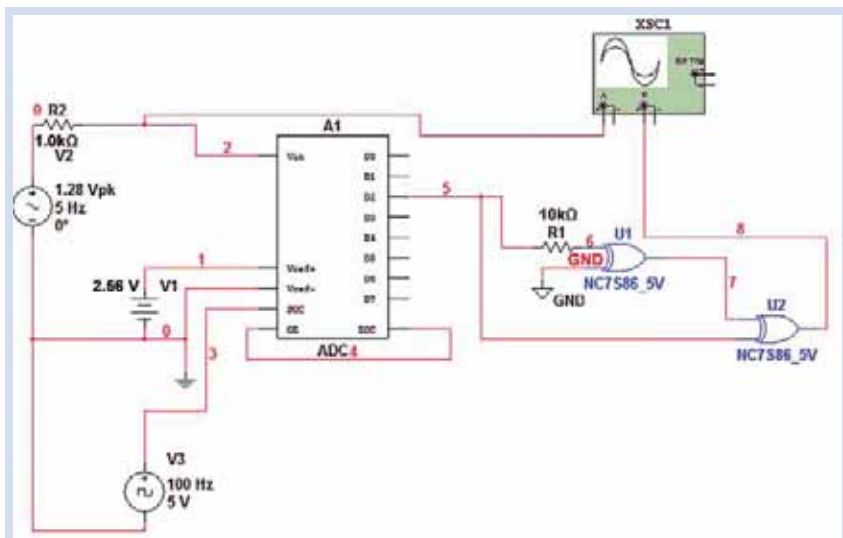 XSC1
Ext Trig
A
B
0 R2
1.0kΩ
V2
2
A1
Vin
D0
D1
D2
D3
D4
D5
D6
D7
5
1.28 Vpk
5 Hz
0°
10kΩ
R1
6
U1
GND
GND
NC7S86_5V
8
7
U2
NC7S86_5V
1
Vref+
Vref-
SOC
OE
EOC
2.56 V
V1
0
3
ADC
4
V3
100 Hz
5 V